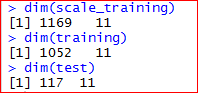 > dim(scale_training)
[1] 1169   11
> dim(training)
[1] 1052   11
> dim(test)
[1] 117  11